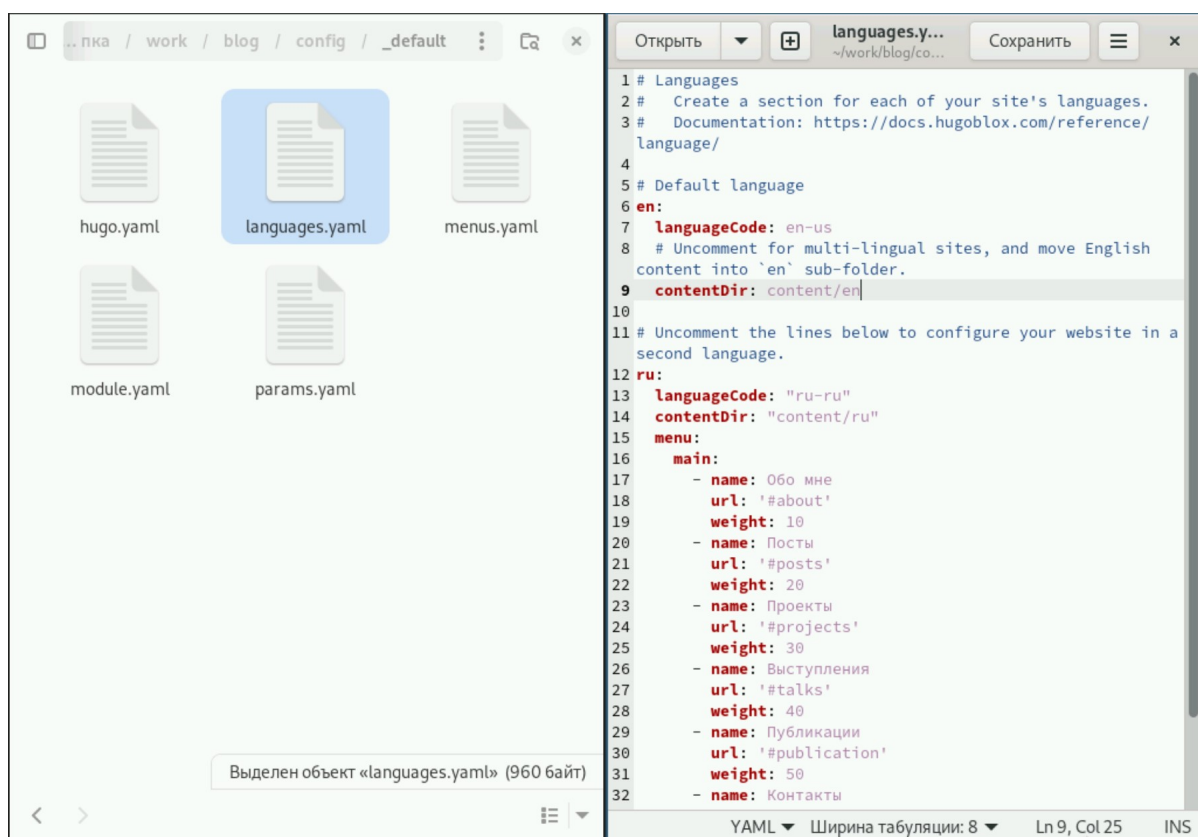 .. пка / work / blog / config / _default
hugo.yaml
languages.yaml
menus.yaml
module.yaml
params.yaml
Выделен объект «languages.yaml» (960 байт)
Открыть
languages.y...
~/work/blog/co...
Сохранить
1 # Languages
2 #   Create a section for each of your site's languages.
3 #   Documentation: https://docs.hugoblox.com/reference/
language/
4
5 # Default language
6 en:
7   languageCode: en-us
8   # Uncomment for multi-lingual sites, and move English
content into `en` sub-folder.
9   contentDir: content/en
10
11 # Uncomment the lines below to configure your website in a
second language.
12 ru:
13   languageCode: "ru-ru"
14   contentDir: "content/ru"
15   menu:
16     main:
17       - name: Обо мне
18         url: '#about'
19         weight: 10
20       - name: Посты
21         url: '#posts'
22         weight: 20
23       - name: Проекты
24         url: '#projects'
25         weight: 30
26       - name: Выступления
27         url: '#talks'
28         weight: 40
29       - name: Публикации
30         url: '#publication'
31         weight: 50
32       - name: Контакты
YAML Ширина табуляции: 8 Ln 9, Col 25 INS